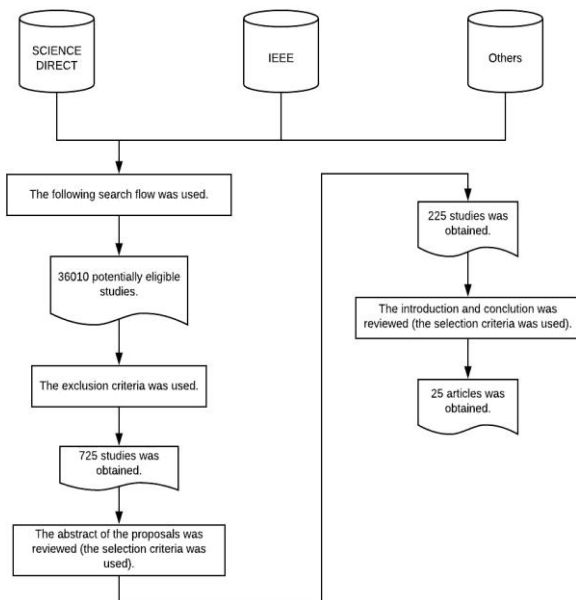 SCIENCE
DIRECT
IEEE
Others
The following search flow was used.
36010 potentially eligible
studies.
The exclusion criteria was used.
725 studies was
obtained.
The abstract of the proposals was
reviewed (the selection criteria was
used).
225 studies was
obtained.
The introduction and conclution was
reviewed (the selection criteria was used).
25 articles was
obtained.